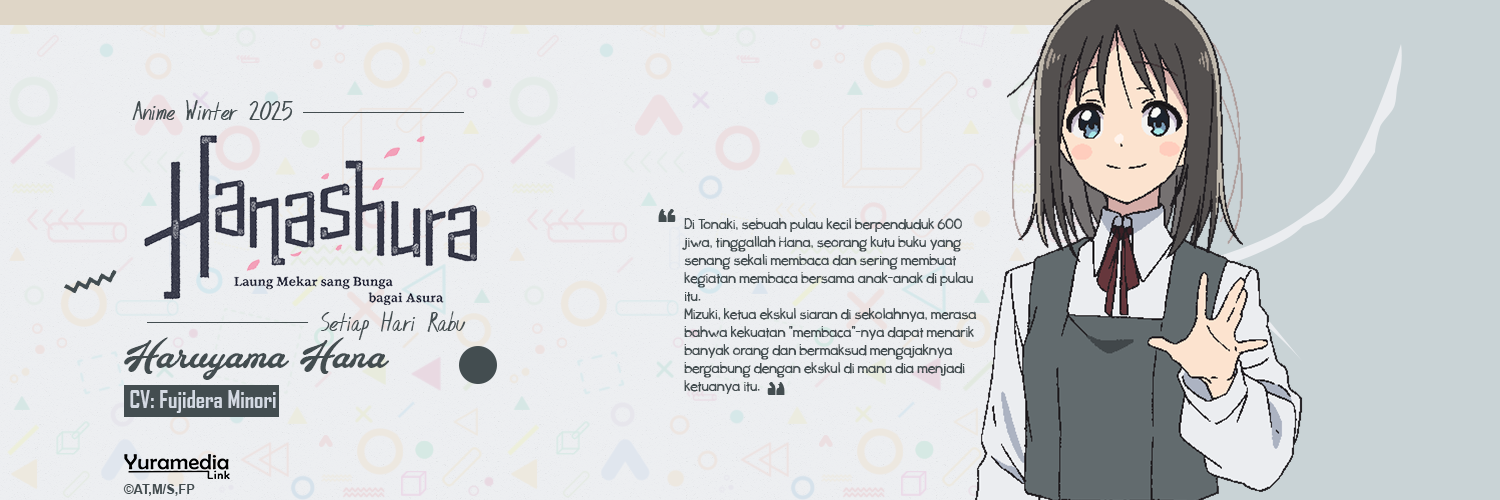 Anime Winter 2025
Hanashura
Laung Mekar sang Bunga
bagai Asura
Setiap Hari Rabu
Haruyama Hana
CV: Fujidera Minori
Yuramedia
Link
©AT,M/S,FP
“ Di Tonaki, sebuah pulau kecil berpenduduk 600
jiwa, tinggallah Hana, seorang kutu buku yang
senang sekali membaca dan sering membuat
kegiatan membaca bersama anak-anak di pulau
itu.
Mizuki, ketua ekskul siaran di sekolahnya, merasa
bahwa kekuatan "membaca"-nya dapat menarik
banyak orang dan bermaksud mengajaknya
bergabung dengan ekskul di mana dia menjadi
ketuanya itu. ”